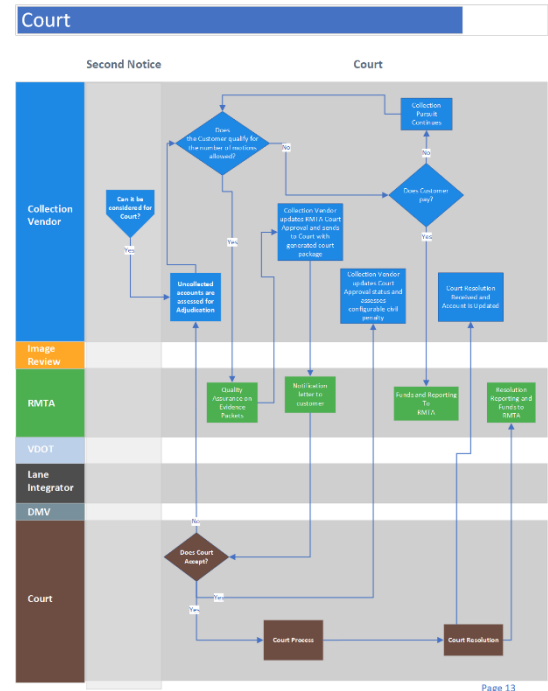 Court
Second Notice
Court
Collection
Vendor
Can it be
considered for
Court?
Yes
Does
the Customer qualify for
the number of motions
allowed?
No
Yes
Uncollected
accounts are
assessed for
Adjudication
Collection Vendor
updates RMTA Court
Approval and sends
to Court with
generated court
package
Collection
Pursuit
Continues
No
Does Customer
pay?
Yes
Collection Vendor
updates Court
Approval status and
assesses
configurable civil
penalty
Court Resolution
Received and
Account is Updated
Image
Review
RMTA
Quality
Assurance on
Evidence
Packets
Notification
letter to
customer
Funds and Reporting
To
RMTA
Resolution
Reporting and
Funds to
RMTA
VDOT
Lane
Integrator
DMV
Court
No
Does Court
Accept?
Yes
Yes
Court Process
Court Resolution
Page 13